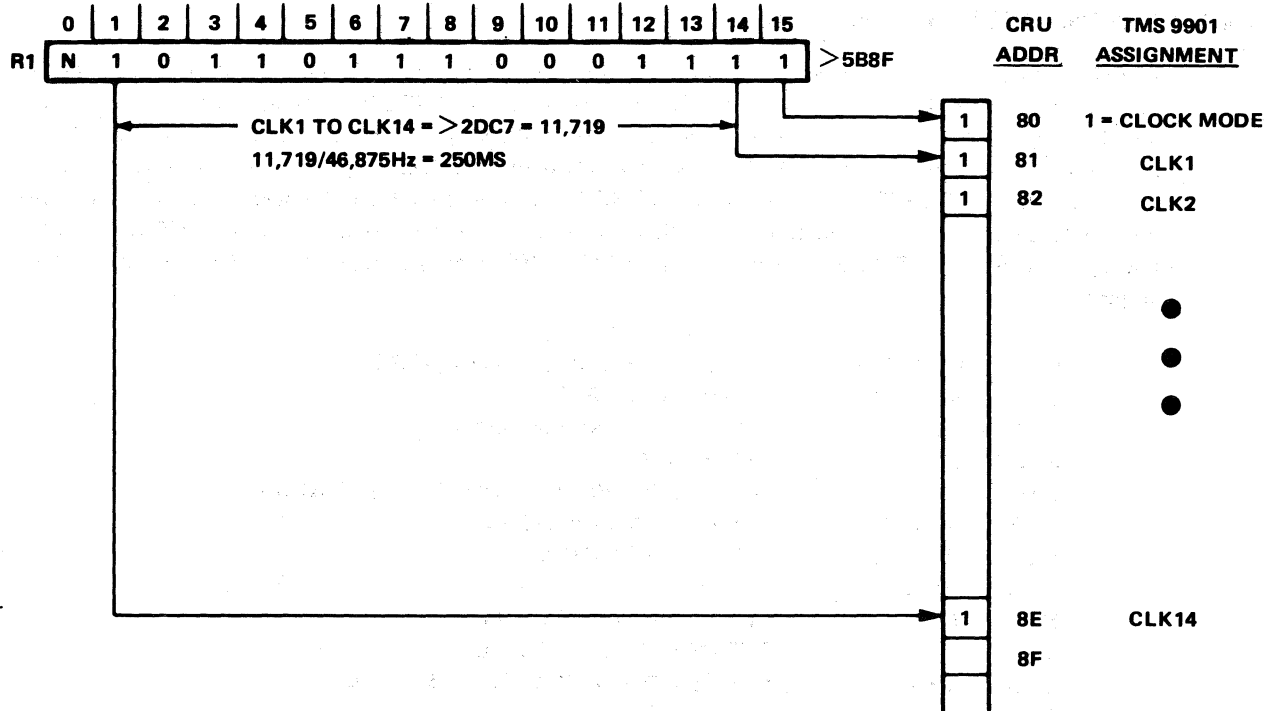 0 1 2 3 4 5 6 7 8 9 10 11 12 13 14 15 CRU TMS 9901
R1 N 1 0 1 1 0 1 1 1 0 0 0 1 1 1 1 >5B8F ADDR ASSIGNMENT
CLK1 TO CLK14 = >2DC7 = 11,719
1 80 1 = CLOCK MODE
11,719/46,875Hz = 250MS
1 81 CLK1
1 82 CLK2
1 8E CLK14
8F